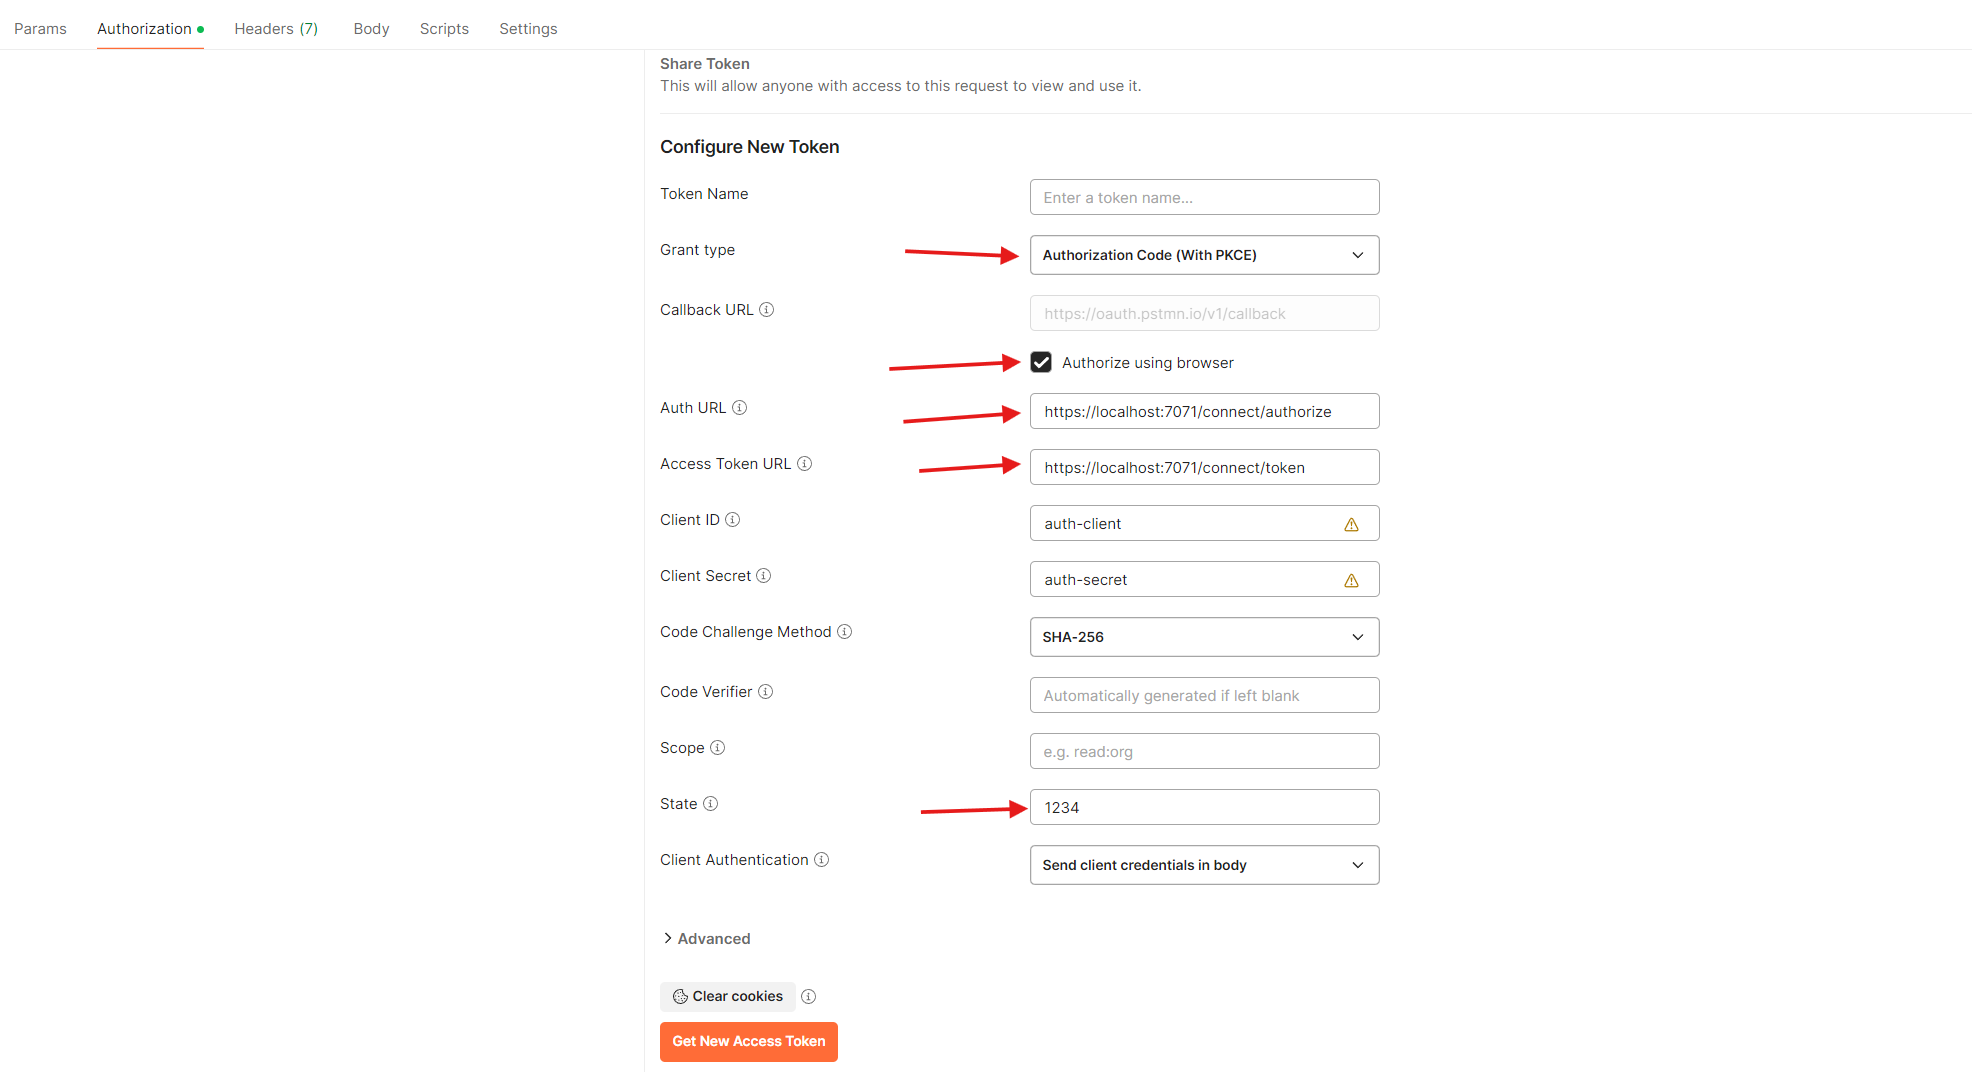 Params Authorization Headers (7) Body Scripts Settings
Share Token
This will allow anyone with access to this request to view and use it.
Configure New Token
Token Name Enter a token name...
Grant type Authorization Code (With PKCE)
Callback URL https://oauth.pstmn.io/v1/callback
Authorize using browser
Auth URL https://localhost:7071/connect/authorize
Access Token URL https://localhost:7071/connect/token
Client ID auth-client
Client Secret auth-secret
Code Challenge Method SHA-256
Code Verifier Automatically generated if left blank
Scope e.g. read:org
State 1234
Client Authentication Send client credentials in body
Advanced
Clear cookies
Get New Access Token